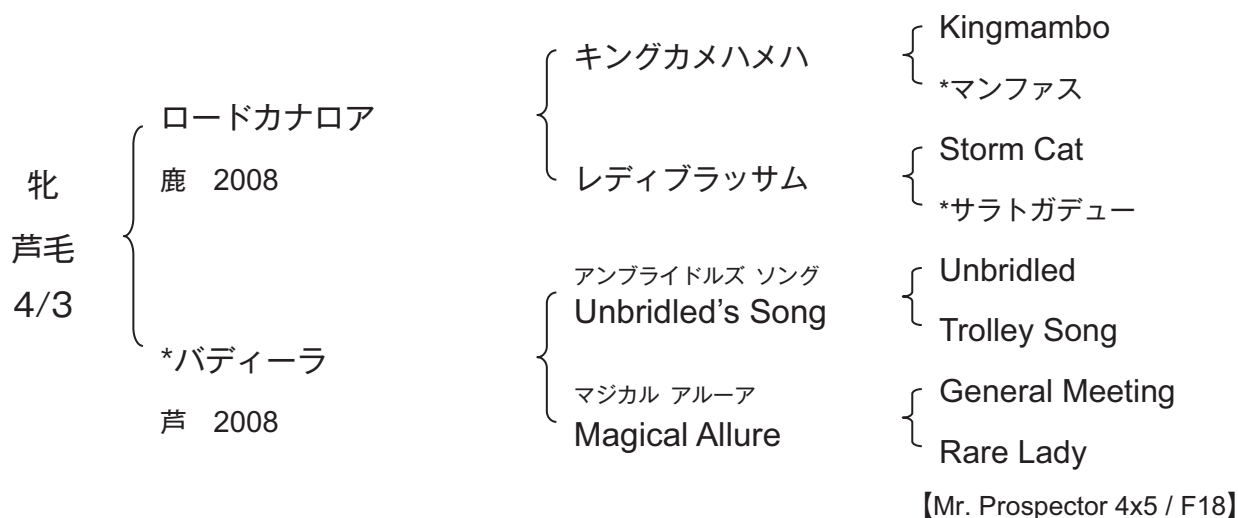 牝
芦毛
4/3
ロードカナロア
鹿 2008
*バディーラ
芦 2008
キングカメハメハ
レディブラッサム
アンブライドルズ ソング
Unbridled's Song
マジカル アルーア
Magical Allure
Kingmambo
*マンファス
Storm Cat
*サラトガデュー
Unbridled
Trolley Song
General Meeting
Rare Lady
【Mr. Prospector 4x5 / F18】